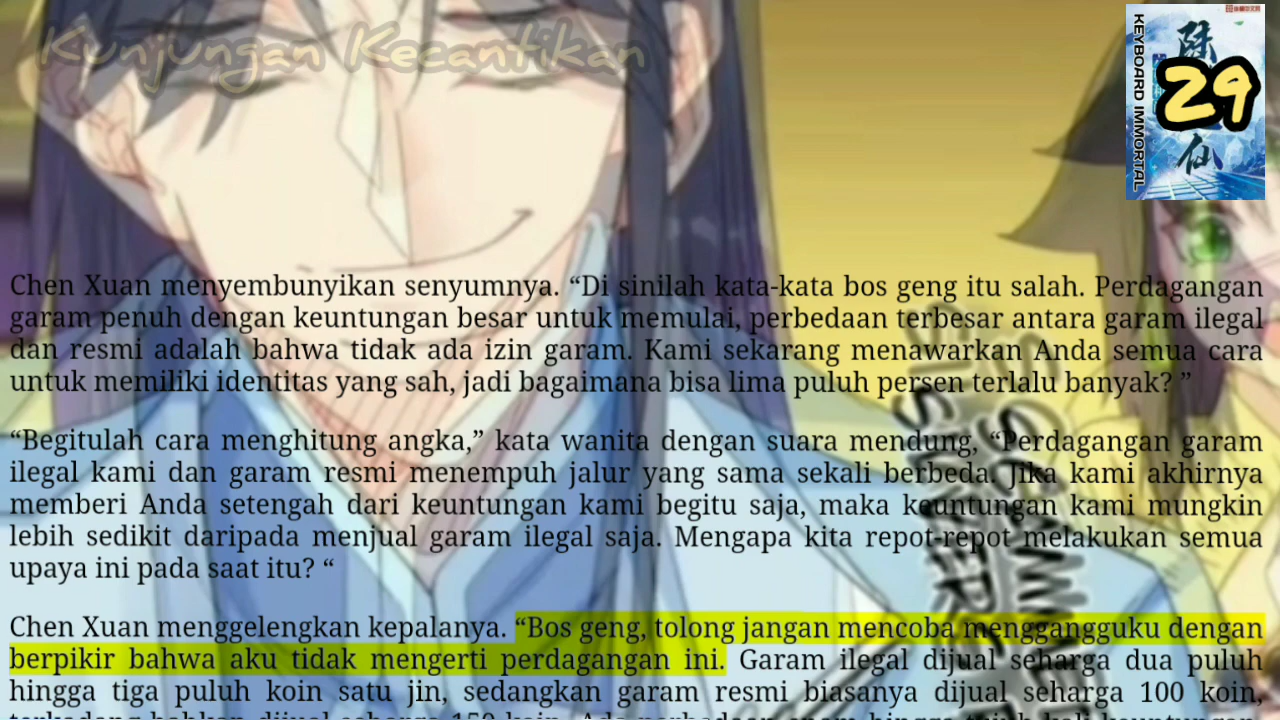 Kunjungan Kecantikan
KEYBOARD IMMORTAL
29
仙
Chen Xuan menyembunyikan senyumnya. “Di sinilah kata-kata bos geng itu salah. Perdagangan
garam penuh dengan keuntungan besar untuk memulai, perbedaan terbesar antara garam ilegal
dan resmi adalah bahwa tidak ada izin garam. Kami sekarang menawarkan Anda semua cara
untuk memiliki identitas yang sah, jadi bagaimana bisa lima puluh persen terlalu banyak? ”
“Begitulah cara menghitung angka,” kata wanita dengan suara mendung, “Perdagangan garam
ilegal kami dan garam resmi menempuh jalur yang sama sekali berbeda. Jika kami akhirnya
memberi Anda setengah dari keuntungan kami begitu saja, maka keuntungan kami mungkin
lebih sedikit daripada menjual garam ilegal saja. Mengapa kita repot-repot melakukan semua
upaya ini pada saat itu? “
Chen Xuan menggelengkan kepalanya. “Bos geng, tolong jangan mencoba menggangguku dengan
berpikir bahwa aku tidak mengerti perdagangan ini. Garam ilegal dijual seharga dua puluh
hingga tiga puluh koin satu jin, sedangkan garam resmi biasanya dijual seharga 100 koin,